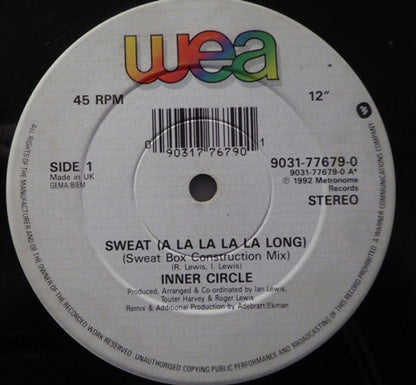 wea
45 RPM
12"
0 90317 76790 1
SIDE 1
Made in UK
GEMA/BIEM
9031-77679-0
9031-77679-0 A*
℗ 1992 Metronome
Records
STEREO
SWEAT (A LA LA LA LA LONG)
(Sweat Box Construction Mix)
(R. Lewis, I. Lewis)
INNER CIRCLE
Produced, Arranged & Co-ordinated by Ian Lewis,
Touter Harvey & Roger Lewis
Remix & Additional Production by Adebratt/Ekman
ALL RIGHTS OF THE MANUFACTURER AND OF THE OWNER OF THE RECORDED WORK RESERVED UNAUTHORISED COPYING PUBLIC PERFORMANCE AND BROADCASTING OF THIS RECORD PROHIBITED A WARNER COMMUNICATIONS COMPANY